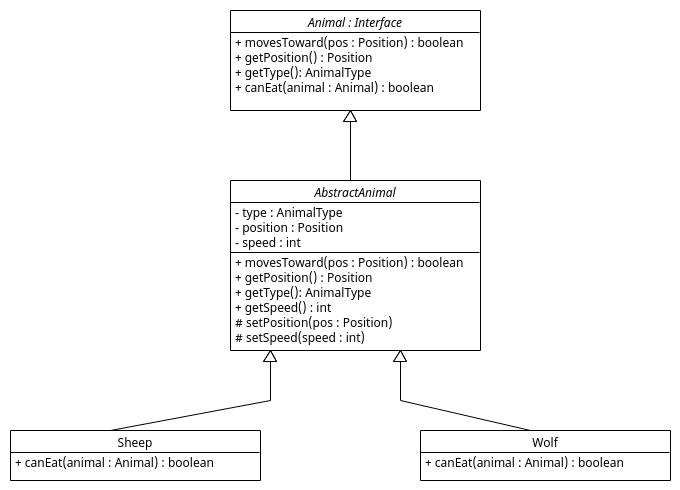 Animal : Interface
+ movesToward(pos : Position) : boolean
+ getPosition() : Position
+ getType(): AnimalType
+ canEat(animal : Animal) : boolean
AbstractAnimal
- type : AnimalType
- position : Position
- speed : int
+ movesToward(pos : Position) : boolean
+ getPosition() : Position
+ getType(): AnimalType
+ getSpeed() : int
# setPosition(pos : Position)
# setSpeed(speed : int)
Sheep
+ canEat(animal : Animal) : boolean
Wolf
+ canEat(animal : Animal) : boolean